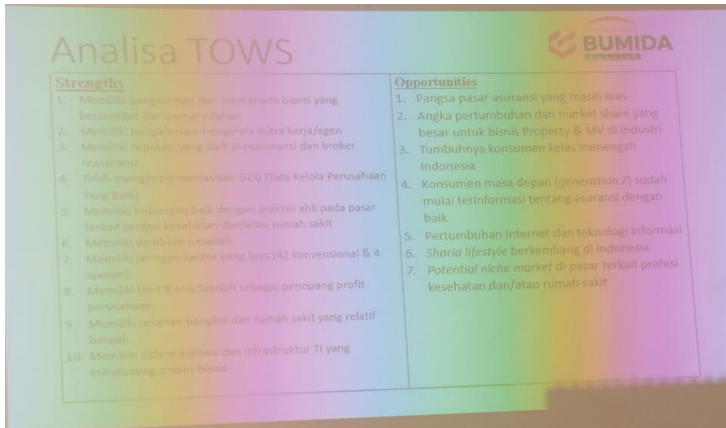 Analisa TOWS
BUMIDA
Strengths
1. Memiliki pengalaman dan memahami bisnis yang
bersumber dari pemerintahan
2. Memiliki pengalaman mengelola mitra kerja/agen
3. Memiliki reputasi yang baik di reasuransi dan broker
reasuransi
4. Telah mengimplementasikan GCG (Tata Kelola Perusahaan
Yang Baik)
5. Memiliki hubungan baik dengan praktisi ahli pada pasar
terkait profesi kesehatan dan/atau rumah sakit
6. Memiliki database nasabah
7. Memiliki jaringan kantor yang luas (42 konvensional & 4
syariah)
8. Memiliki Unit Bisnis Syariah sebagai penopang profit
perusahaan
9. Memiliki rekanan bengkel dan rumah sakit yang relatif
banyak
10. Memiliki sistem aplikasi dan infrastruktur TI yang
mendukung proses bisnis
Opportunities
1. Pangsa pasar asuransi yang masih luas
2. Angka pertumbuhan dan market share yang
besar untuk bisnis Property & MV di Industri
3. Tumbuhnya konsumen kelas menengah
Indonesia
4. Konsumen masa depan (generation Z) sudah
mulai terinformasi tentang asuransi dengan
baik
5. Pertumbuhan Internet dan teknologi informasi
6. Sharia lifestyle berkembang di Indonesia
7. Potential niche market di pasar terkait profesi
kesehatan dan/atau rumah sakit